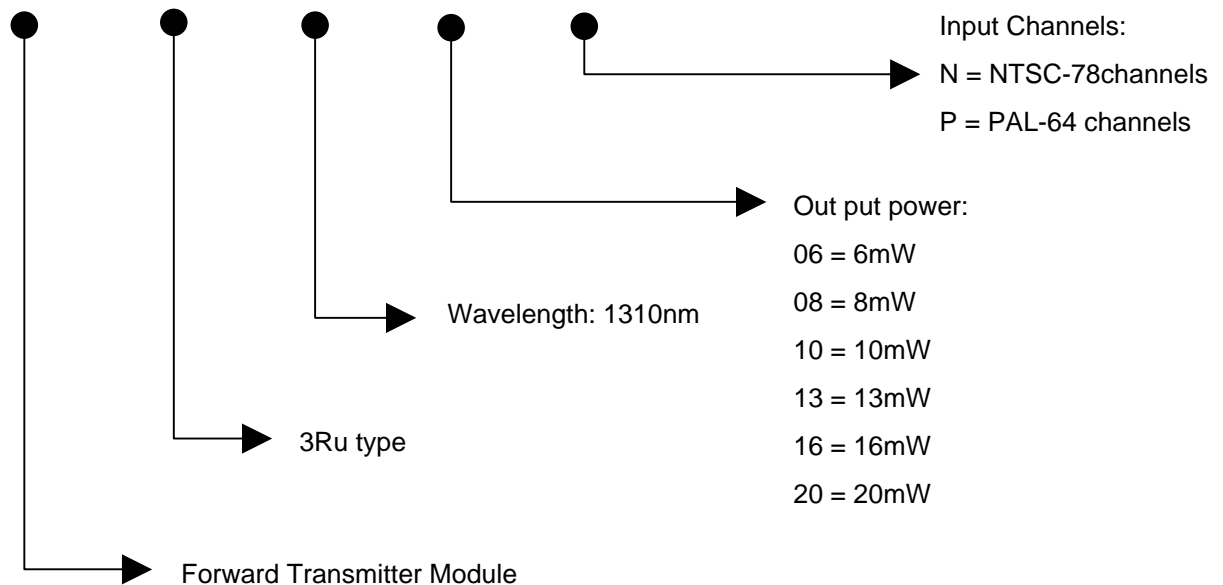 Input Channels:
N = NTSC-78channels
P = PAL-64 channels
Out put power:
06 = 6mW
08 = 8mW
10 = 10mW
13 = 13mW
16 = 16mW
20 = 20mW
Wavelength: 1310nm
3Ru type
Forward Transmitter Module